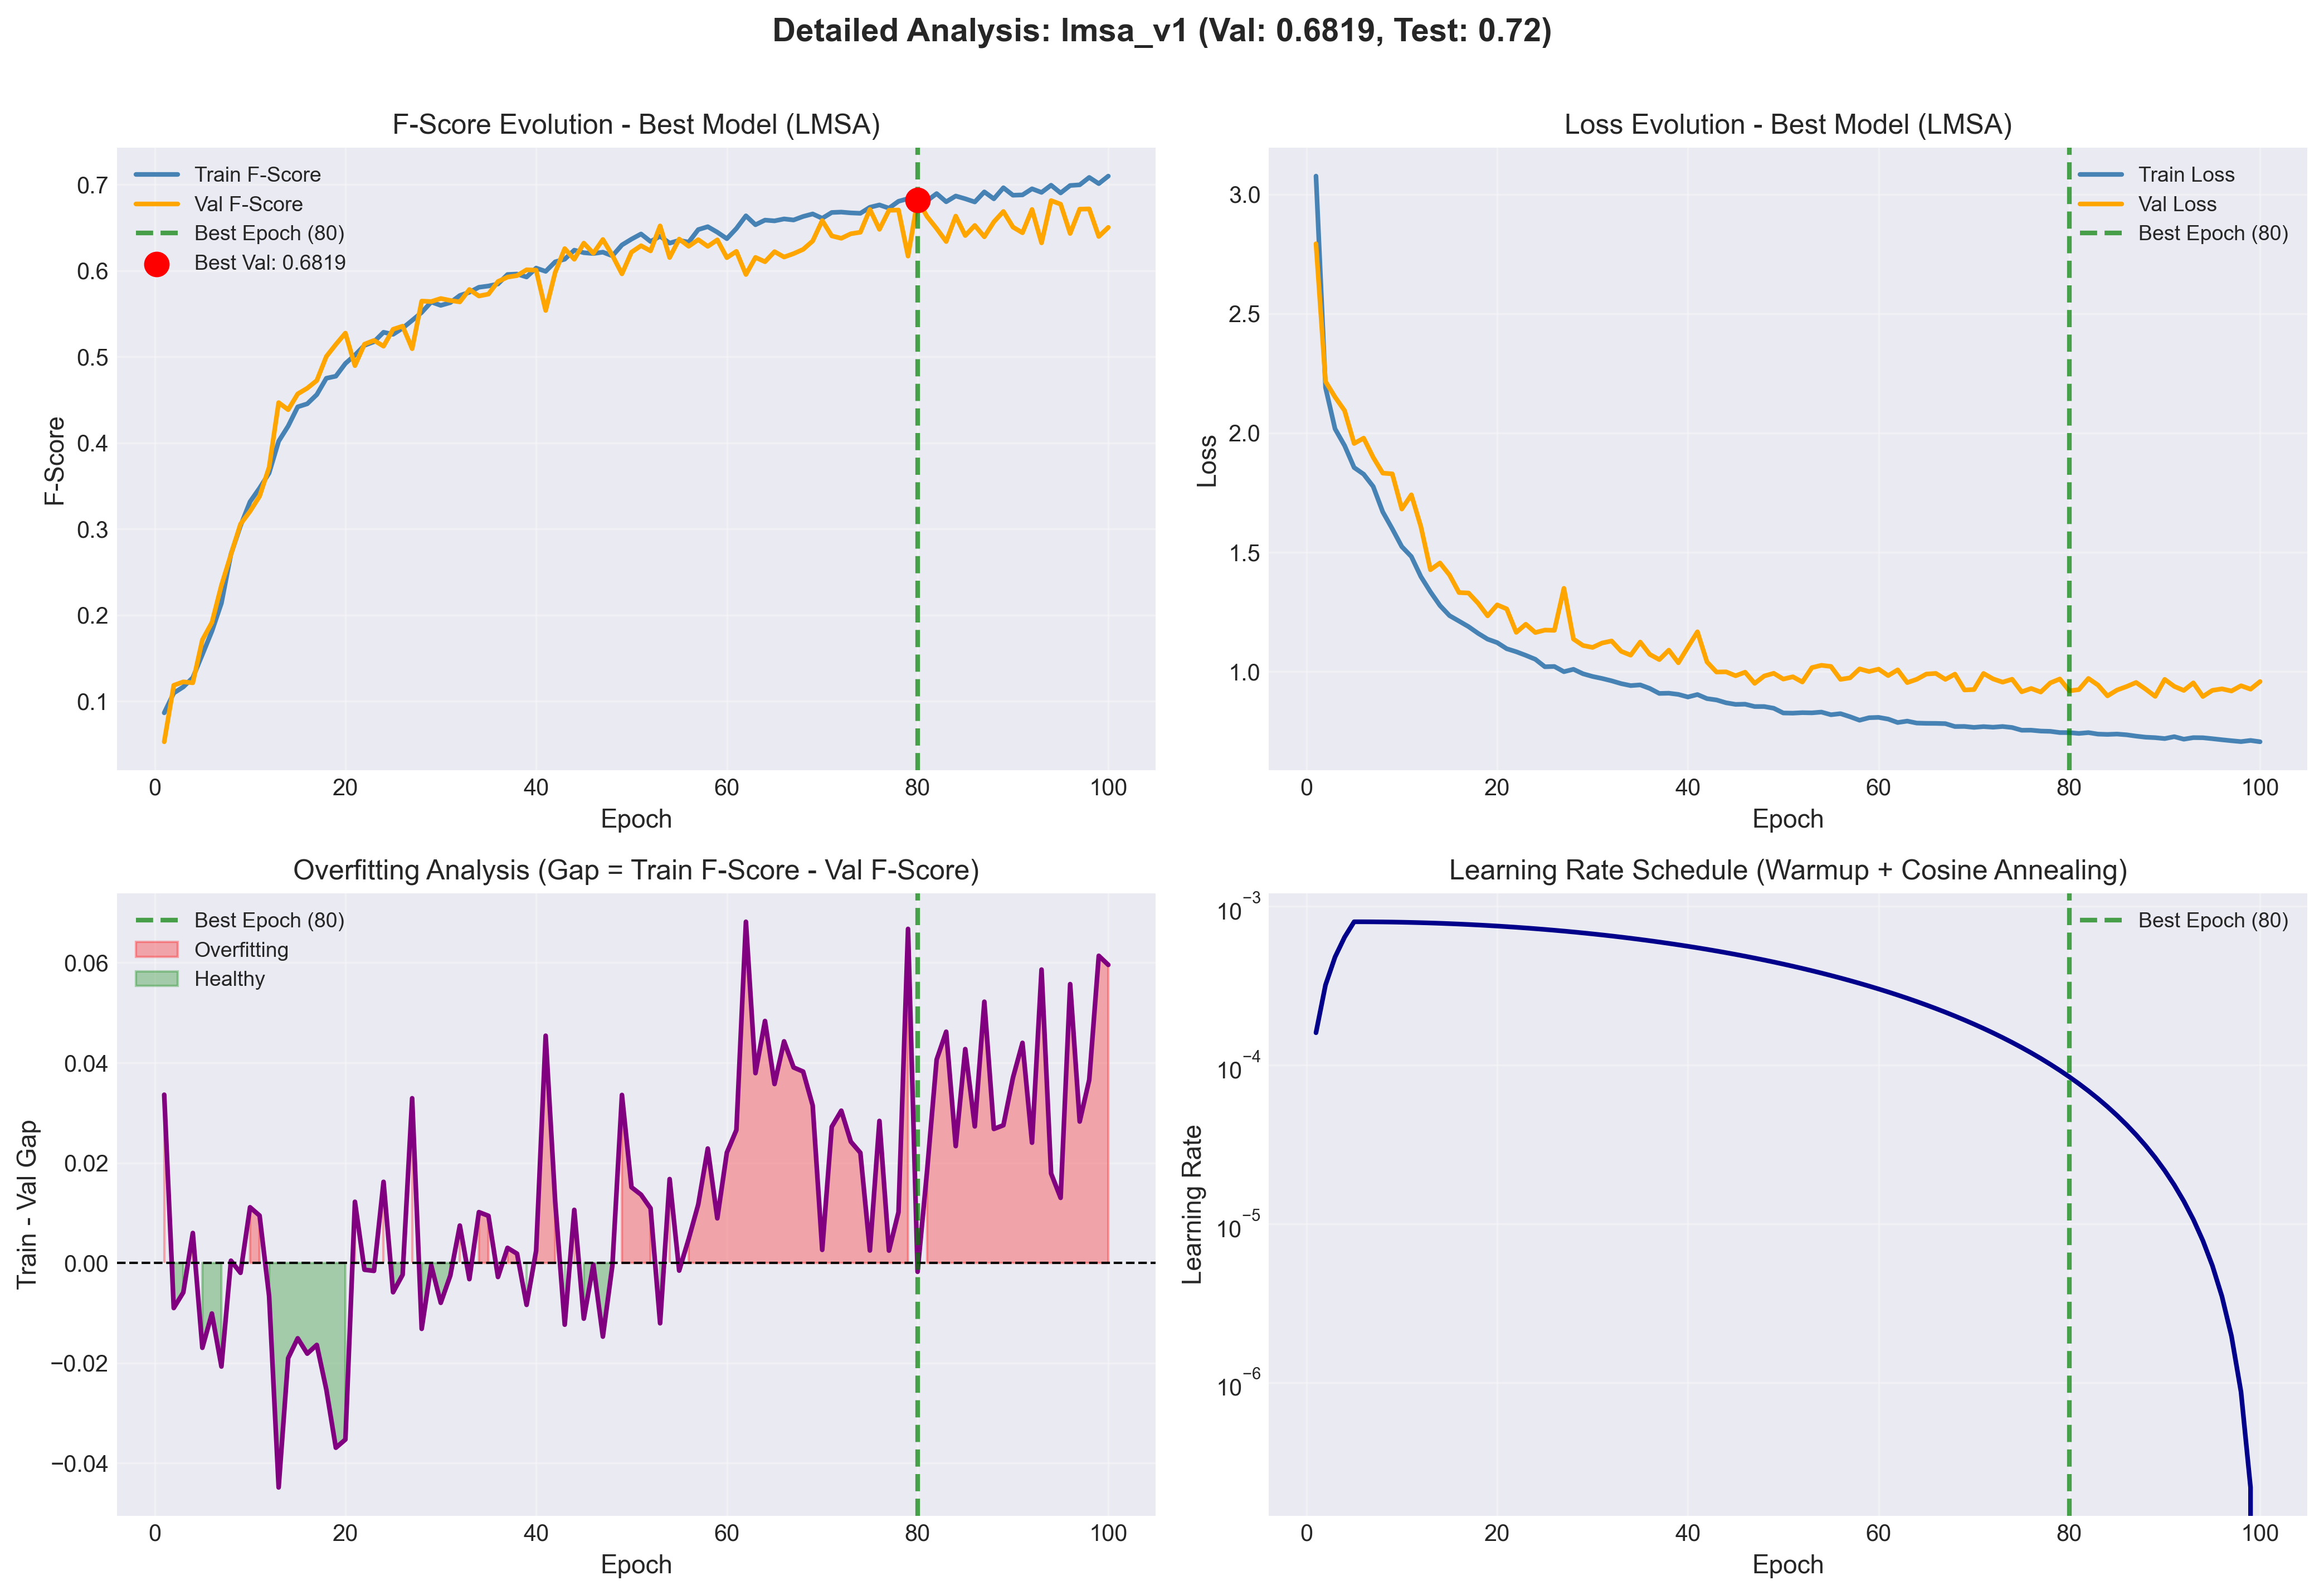 Detailed Analysis: lmsa_v1 (Val: 0.6819, Test: 0.72)
F-Score Evolution - Best Model (LMSA)
Train F-Score
Val F-Score
Best Epoch (80)
Best Val: 0.6819
F-Score
0.7
0.6
0.5
0.4
0.3
0.2
0.1
0 20 40 60 80 100
Epoch
Loss Evolution - Best Model (LMSA)
Train Loss
Val Loss
Best Epoch (80)
Loss
3.0
2.5
2.0
1.5
1.0
0 20 40 60 80 100
Epoch
Overfitting Analysis (Gap = Train F-Score - Val F-Score)
Best Epoch (80)
Overfitting
Healthy
Train - Val Gap
0.06
0.04
0.02
0.00
−0.02
−0.04
0 20 40 60 80 100
Epoch
Learning Rate Schedule (Warmup + Cosine Annealing)
Best Epoch (80)
Learning Rate
10⁻³
10⁻⁴
10⁻⁵
10⁻⁶
0 20 40 60 80 100
Epoch